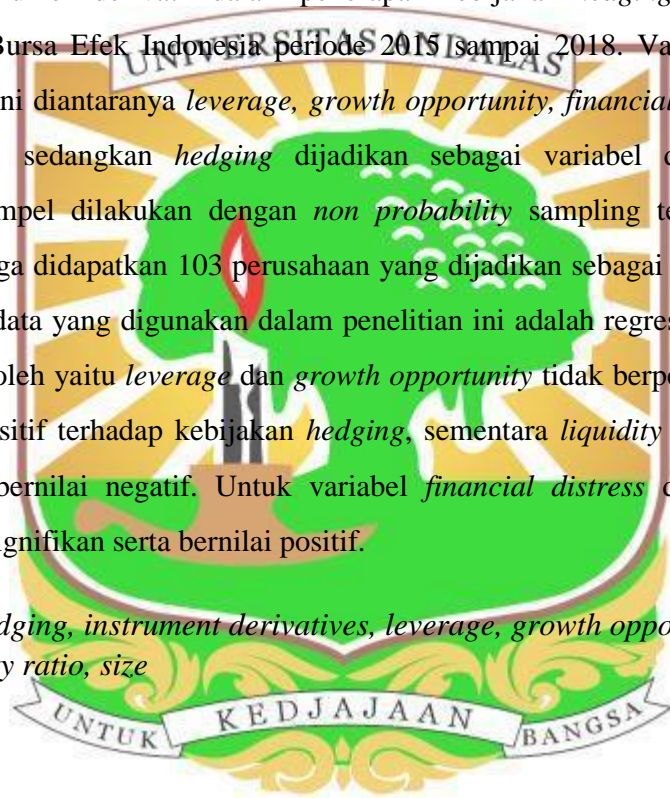 Bursa Efek Indonesia periode 2015 sampai 2018. Va
UNIVERSITAS ANDALAS
ni diantaranya leverage, growth opportunity, financial
sedangkan hedging dijadikan sebagai variabel d
mpel dilakukan dengan non probability sampling te
ga didapatkan 103 perusahaan yang dijadikan sebagai
data yang digunakan dalam penelitian ini adalah regres
oleh yaitu leverage dan growth opportunity tidak berpe
sitif terhadap kebijakan hedging, sementara liquidity
bernilai negatif. Untuk variabel financial distress d
ignifikan serta bernilai positif.
dging, instrument derivatives, leverage, growth oppo
y ratio, size
UNTUK KEDJAJAAN BANGSA